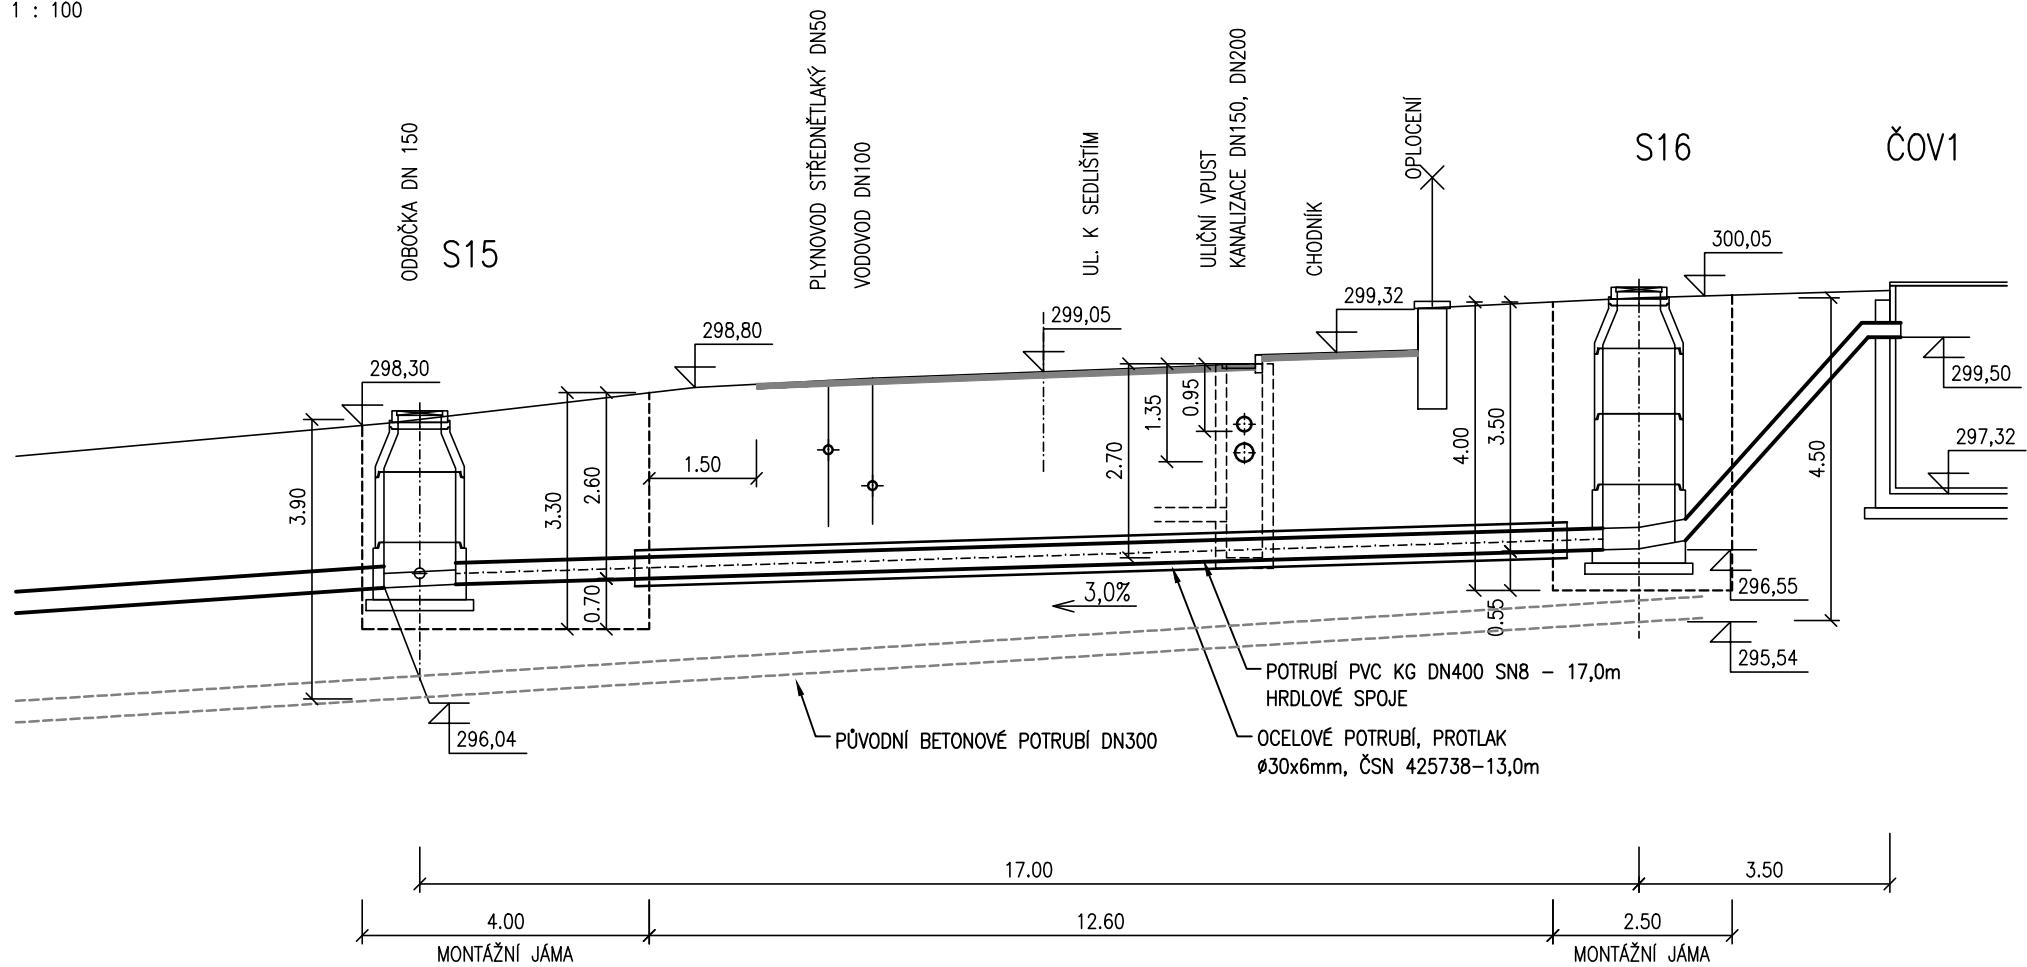 1 : 100
ODBOČKA DN 150
S15
PLYNOVOD STŘEDNĚTLAKÝ DN50
VODOVOD DN100
UL. K SEDLIŠTÍM
ULIČNÍ VPUST
KANALIZACE DN150, DN200
CHODNÍK
OPLOCENÍ
S16
ČOV1
298,30
298,80
299,05
299,32
300,05
299,50
297,32
296,55
295,54
296,04
3.90
3.30
2.60
0.70
1.50
2.70
1.35
0.95
4.00
3.50
0.55
4.50
3,0%
POTRUBÍ PVC KG DN400 SN8 - 17,0m
HRDLOVÉ SPOJE
OCELOVÉ POTRUBÍ, PROTLAK
ø30x6mm, ČSN 425738-13,0m
PŮVODNÍ BETONOVÉ POTRUBÍ DN300
17.00
3.50
4.00
12.60
2.50
MONTÁŽNÍ JÁMA
MONTÁŽNÍ JÁMA